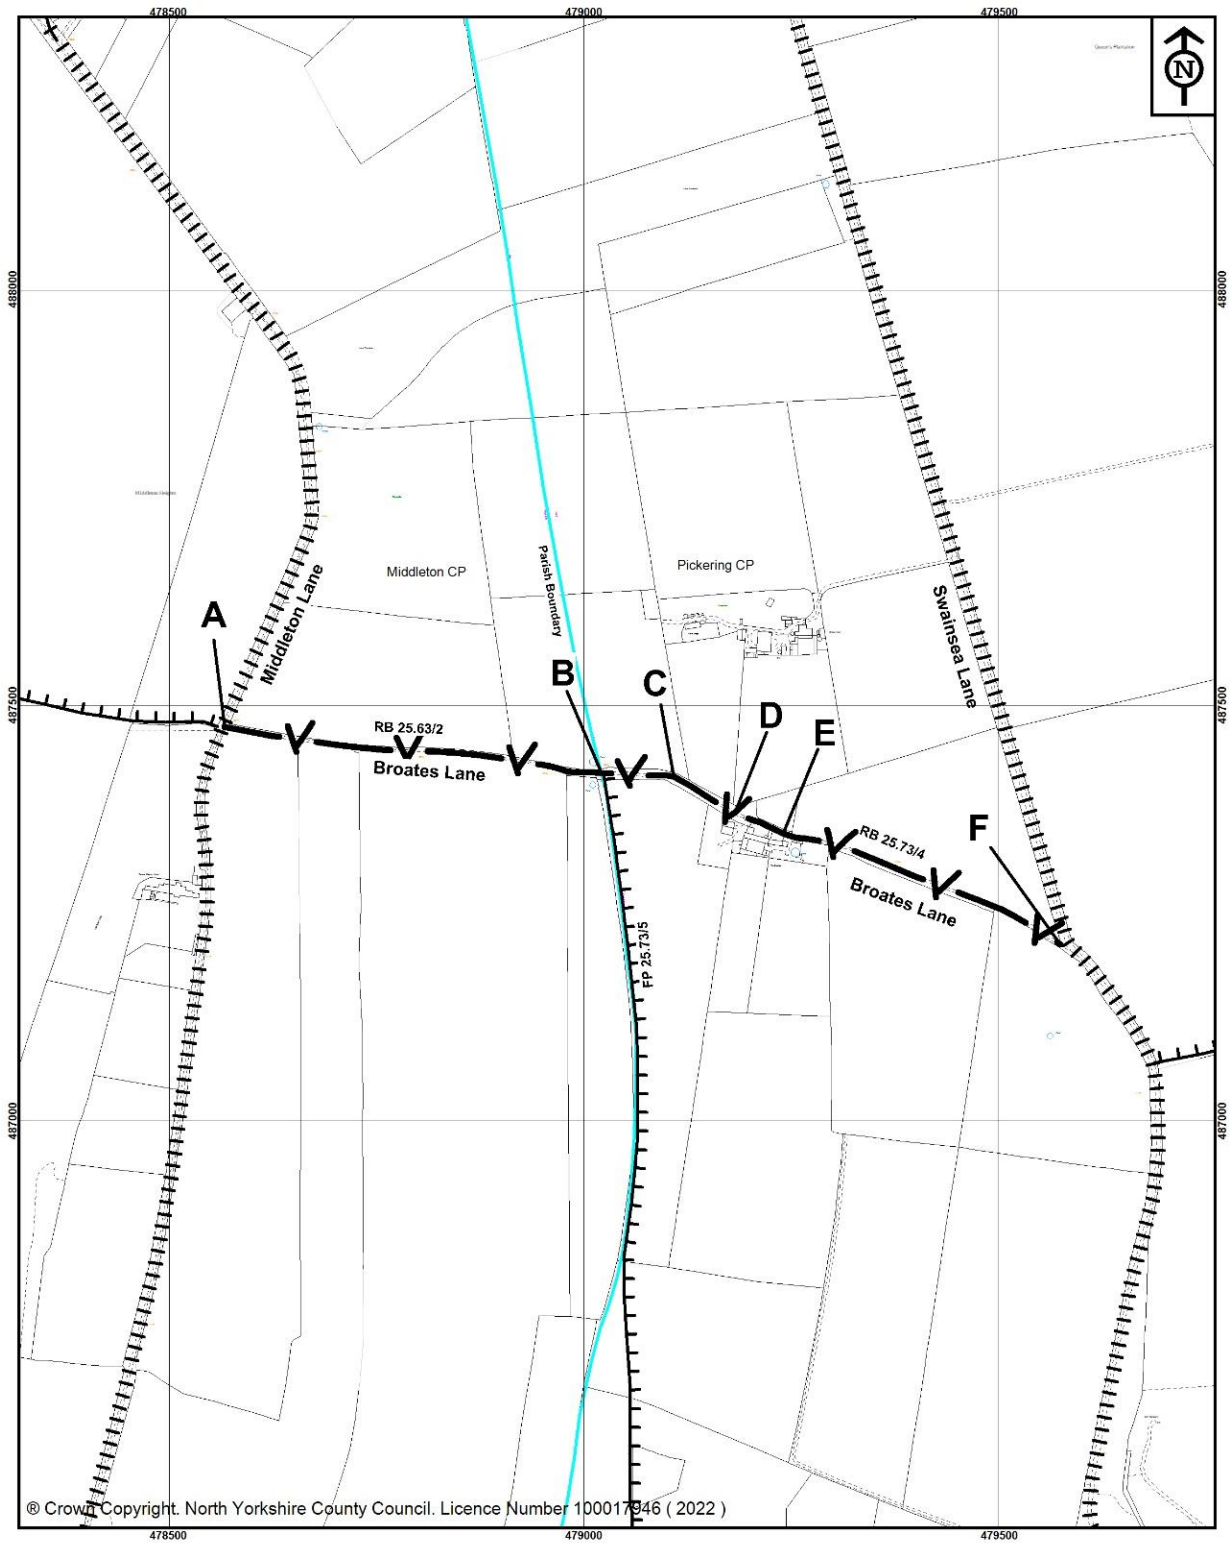 478500
479000
479500
N
488000
488000
Middleton CP
Parish Boundary
Pickering CP
Middleton Lane
Swainsea Lane
A
B
C
D
E
F
487500
487500
RB 25.63/2
Broates Lane
RB 25.73/4
Broates Lane
FP 25.73/5
487000
487000
® Crown Copyright. North Yorkshire County Council. Licence Number 100017946 ( 2022 )
478500
479000
479500